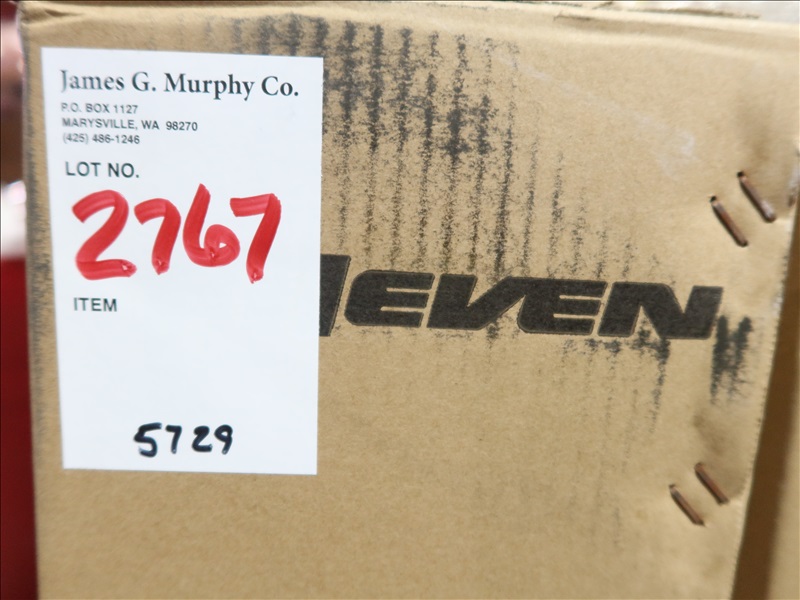 James G. Murphy Co.
P.O. BOX 1127
MARYSVILLE, WA 98270
(425) 486-1246
LOT NO.
2767
ITEM
5729
EVEN